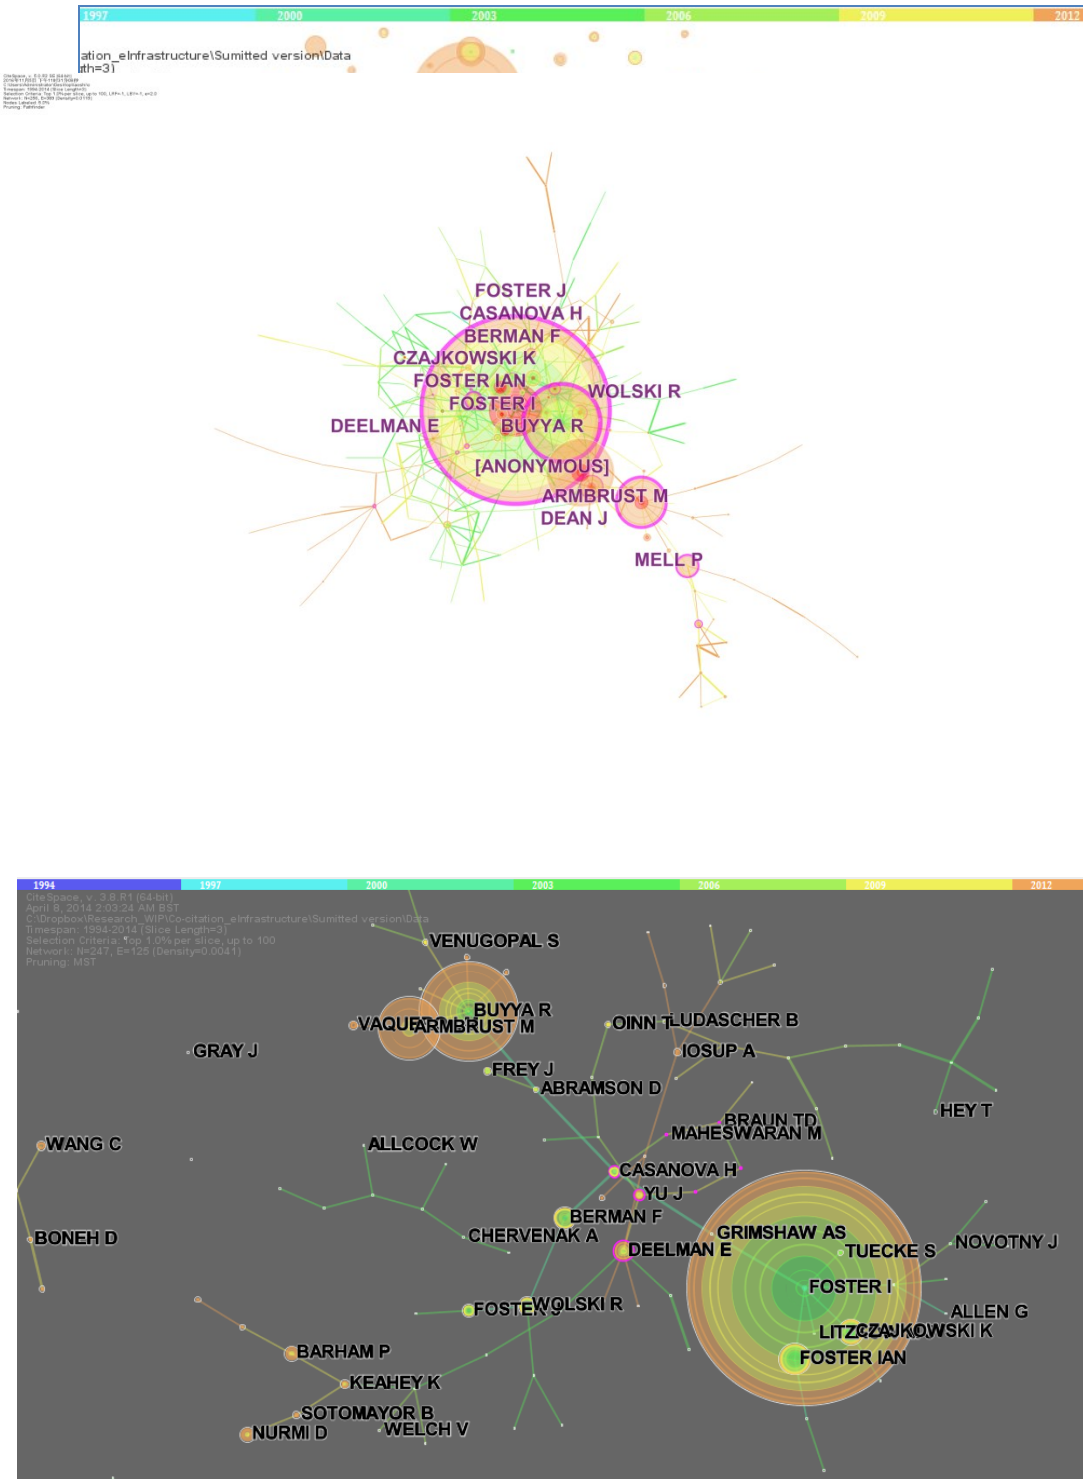 1997 2000 2003 2006 2009 2012
ation_eInfrastructure\Sumitted version\Data
gth=3)
Pruning: Pathfinder
FOSTER J
CASANOVA H
BERMAN F
CZAJKOWSKI K
FOSTER IAN
WOLSKI R
FOSTER I
DEELMAN E
BUYYA R
[ANONYMOUS]
ARMBRUST M
DEAN J
MELL P
1994 1997 2000 2003 2006 2009 2012
CiteSpace, v. 3.8.R1 (64-bit)
April 8, 2014 2:03:24 AM BST
C:\Dropbox\Research_WIP\Co-citation_eInfrastructure\Sumitted version\Data
Timespan: 1994-2014 (Slice Length=3)
Selection Criteria: Top 1.0% per slice, up to 100
Network: N=247, E=125 (Density=0.0041)
Pruning: MST
VENUGOPAL S
BUYYA R
ARMBRUST M
OINN T
LUDASCHER B
GRAY J
IOSUP A
FREY J
ABRAMSON D
HEY T
BRAUN TD
MAHESWARAN M
WANG C
ALLCOCK W
CASANOVA H
YU J
BERMAN F
GRIMSHAW AS
CHERVENAK A
BONEH D
DEELMAN E
TUECKE S
NOVOTNY J
FOSTER I
FOSTER J
WOLSKI R
ALLEN G
CZAJKOWSKI K
BARHAM P
FOSTER IAN
KEAHEY K
SOTOMAYOR B
NURMI D
WELCH V